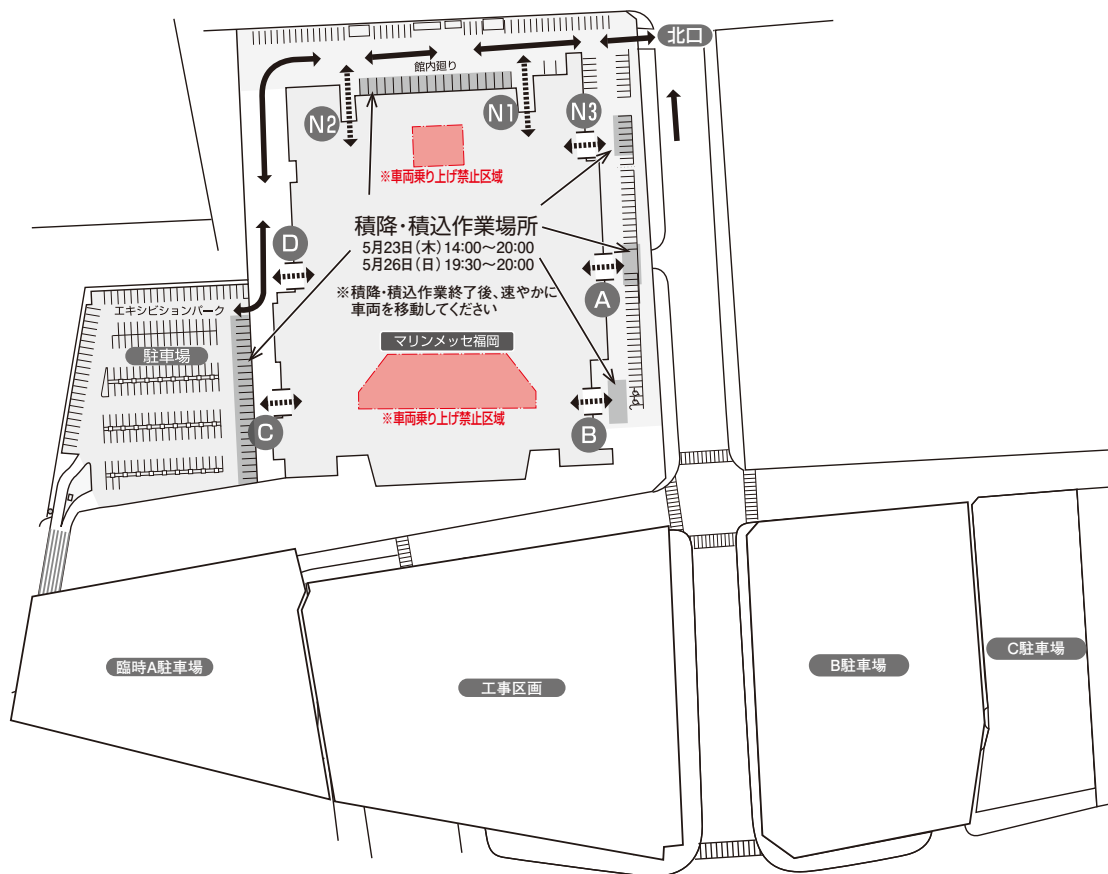 北口
館内廻り
N2
N1
N3
※車両乗り上げ禁止区域
積降・積込作業場所
5月23日(木)14:00～20:00
5月26日(日)19:30～20:00
※積降・積込作業終了後、速やかに
車両を移動してください
D
A
エキシビションパーク
駐車場
マリンメッセ福岡
※車両乗り上げ禁止区域
C
B
臨時A駐車場
工事区画
B駐車場
C駐車場